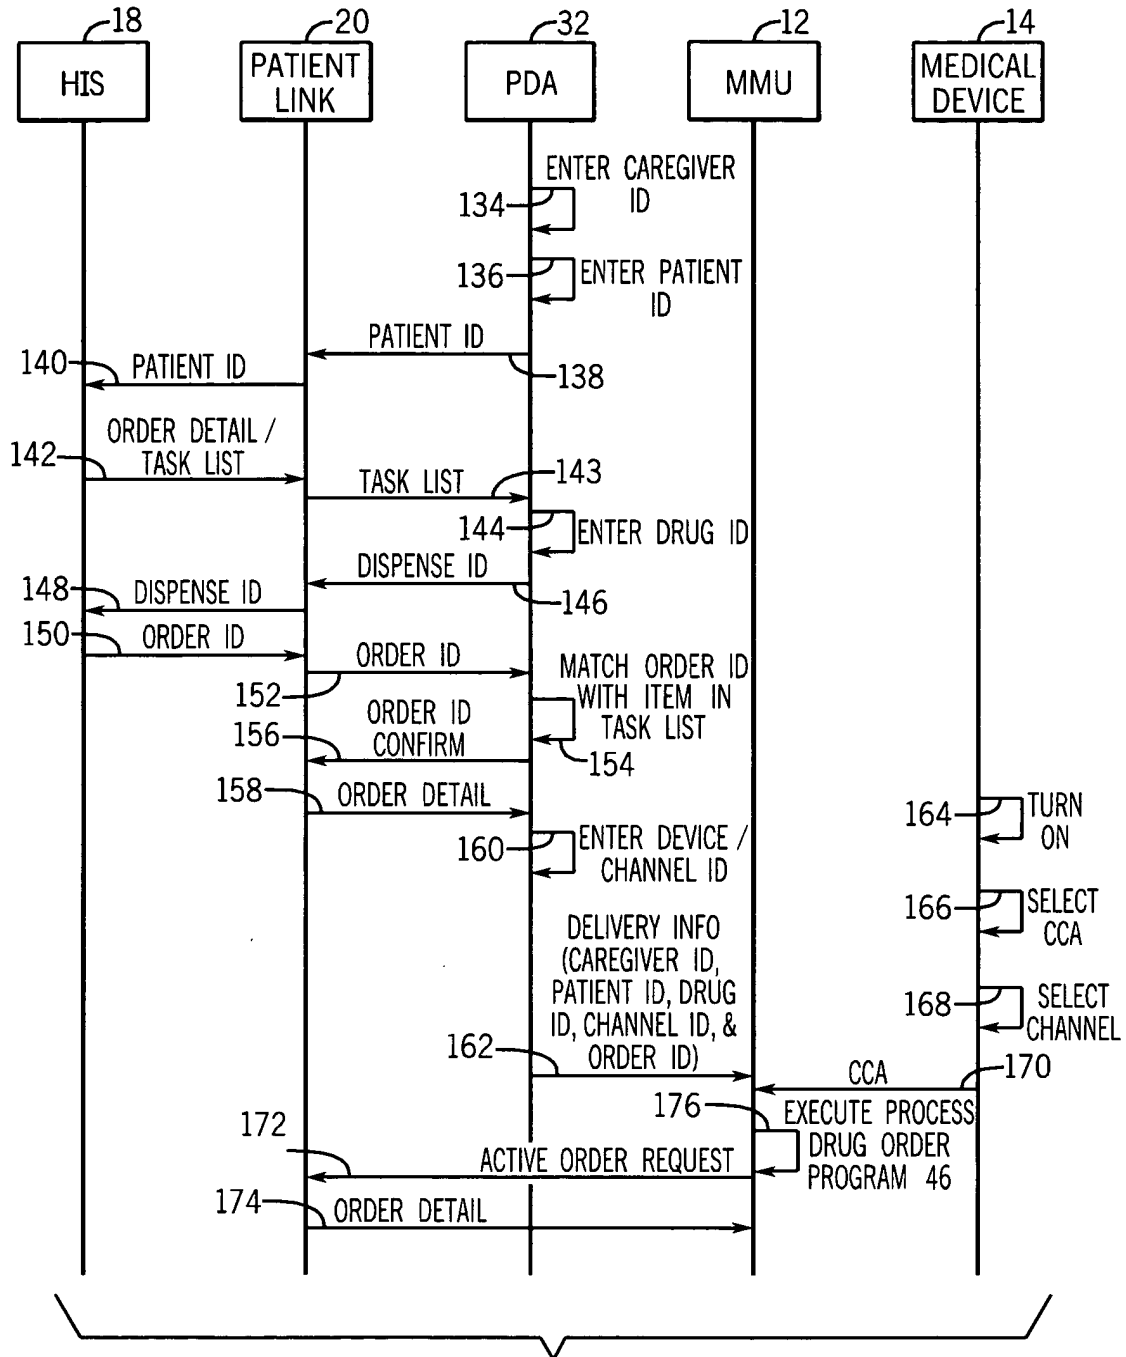 18
20
32
12
14
HIS
PATIENT
LINK
PDA
MMU
MEDICAL
DEVICE
ENTER CAREGIVER
ID
134
136
ENTER PATIENT
ID
PATIENT ID
138
140
PATIENT ID
ORDER DETAIL /
TASK LIST
142
TASK LIST
143
144
ENTER DRUG ID
DISPENSE ID
146
148
DISPENSE ID
150
ORDER ID
ORDER ID
152
MATCH ORDER ID
WITH ITEM IN
TASK LIST
154
ORDER ID
CONFIRM
156
158
ORDER DETAIL
164
TURN
ON
160
ENTER DEVICE /
CHANNEL ID
166
SELECT
CCA
DELIVERY INFO
(CAREGIVER ID,
PATIENT ID, DRUG
ID, CHANNEL ID, &
ORDER ID)
162
168
SELECT
CHANNEL
CCA
170
176
EXECUTE PROCESS
DRUG ORDER
PROGRAM 46
172
ACTIVE ORDER REQUEST
174
ORDER DETAIL